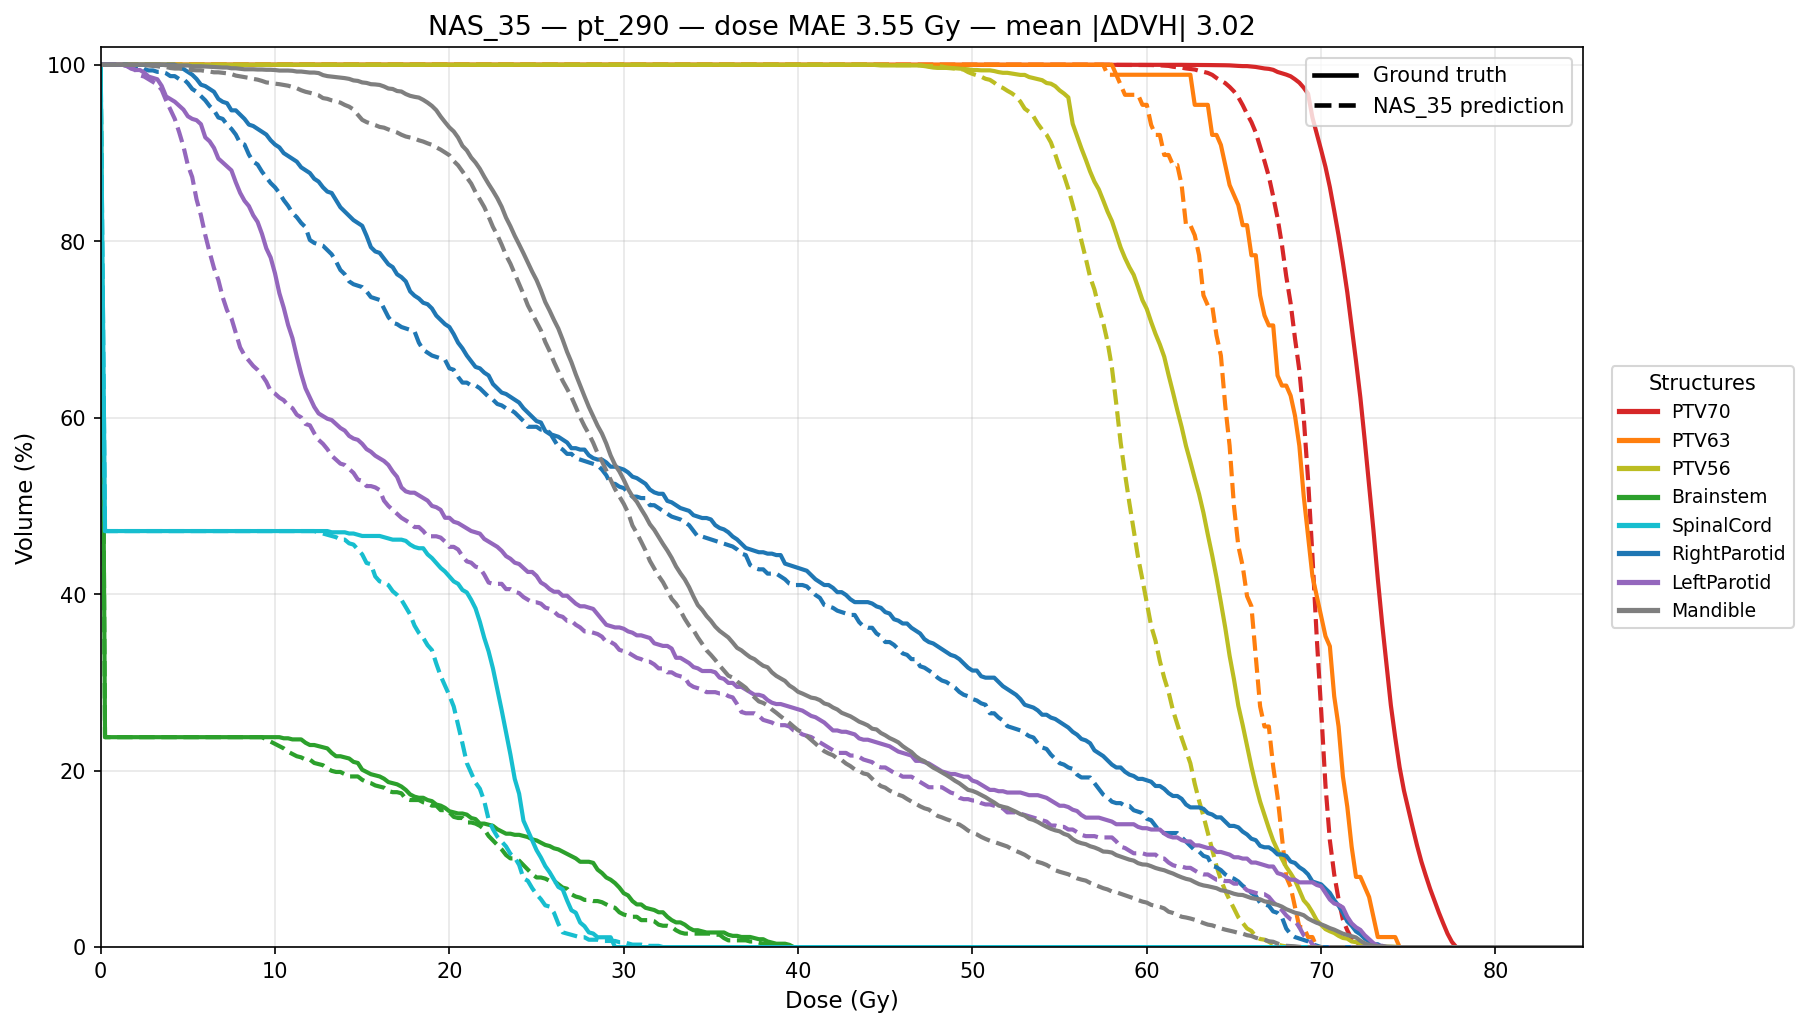 NAS_35 — pt_290 — dose MAE 3.55 Gy — mean |ΔDVH| 3.02
Ground truth
NAS_35 prediction
Volume (%)
100
80
60
40
20
0
0 10 20 30 40 50 60 70 80
Dose (Gy)
Structures
PTV70
PTV63
PTV56
Brainstem
SpinalCord
RightParotid
LeftParotid
Mandible